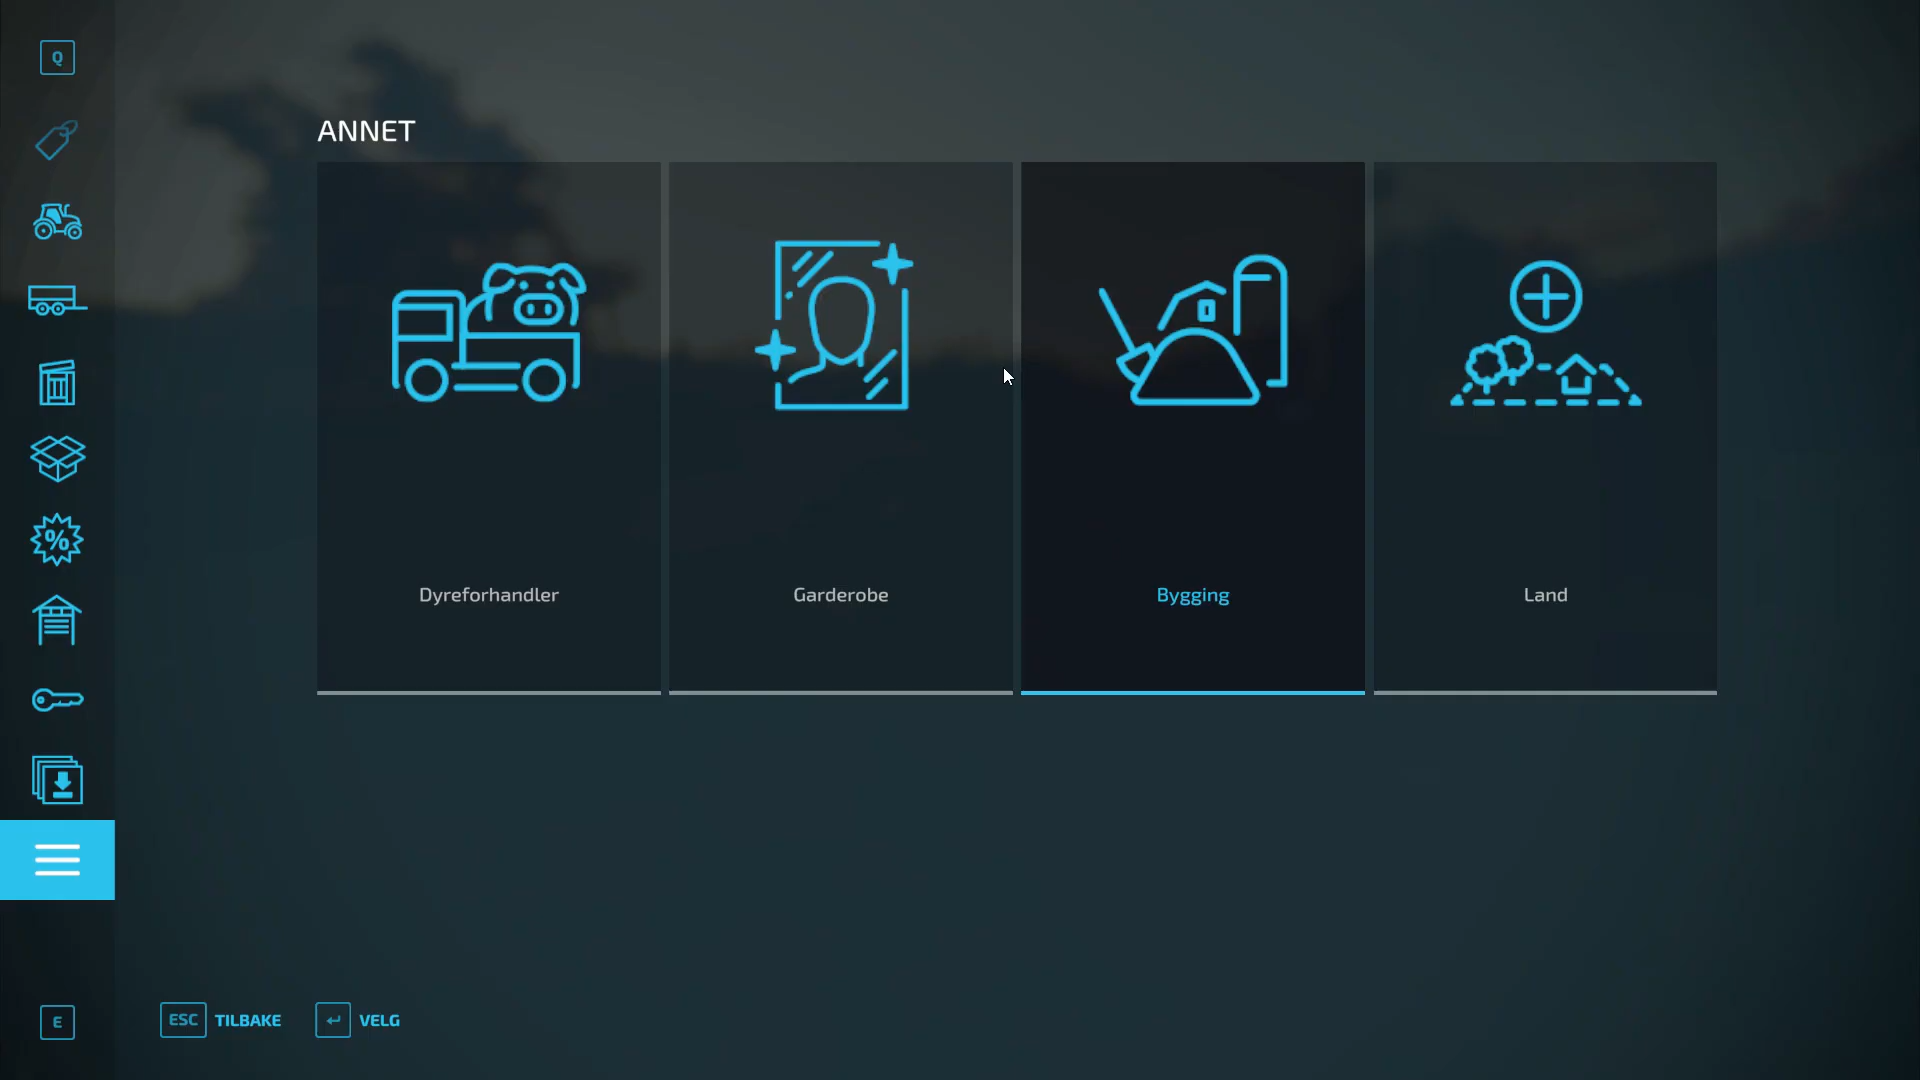 Q
ANNET
%
Dyreforhandler
Garderobe
Bygging
Land
E
ESC TILBAKE
VELG